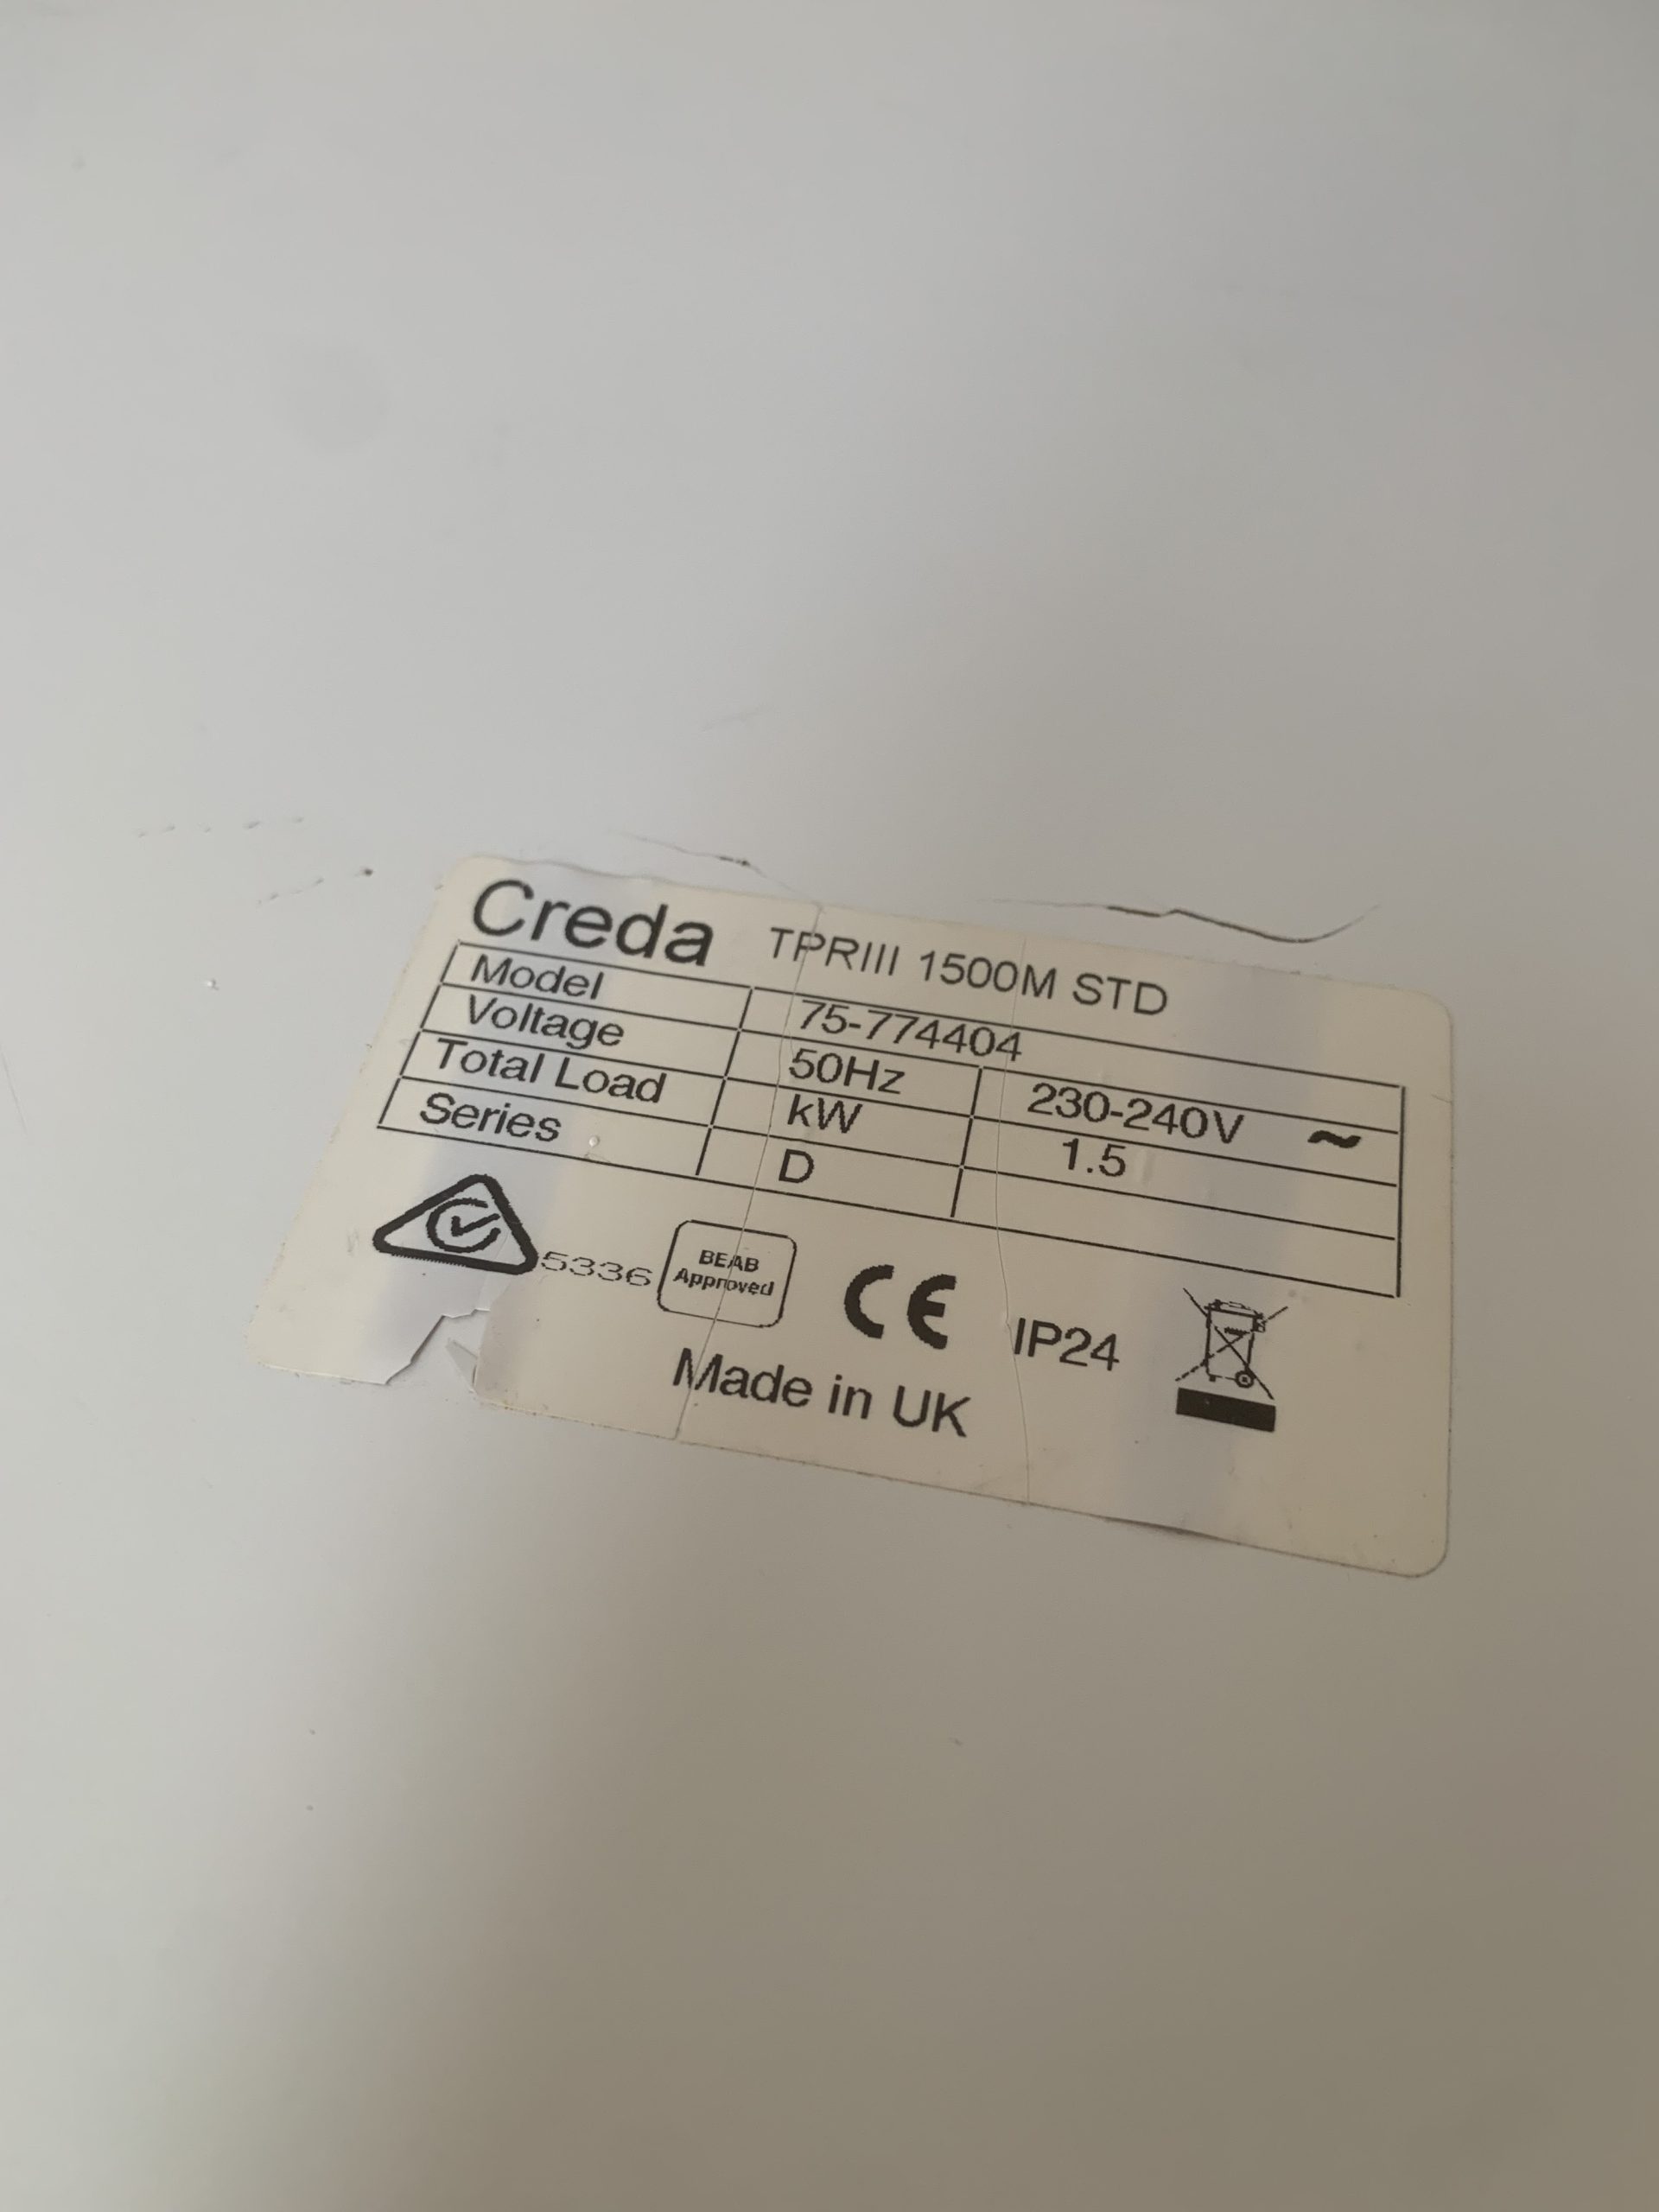 Creda TPRIII 1500M STD
Model 75-774404
Voltage 50Hz 230-240V ~
Total Load kW 1.5
Series D
5336 BEAB Approved CE IP24
Made in UK